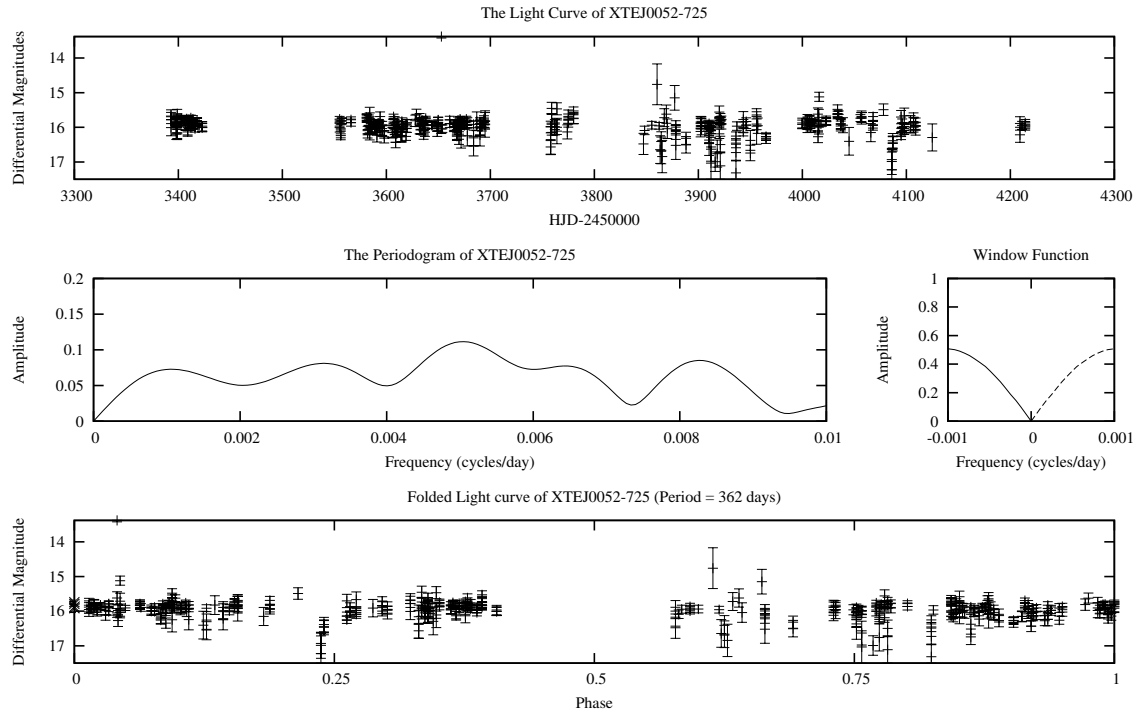 The Light Curve of XTEJ0052-725
Differential Magnitudes
14
15
16
17
3300 3400 3500 3600 3700 3800 3900 4000 4100 4200 4300
HJD-2450000
The Periodogram of XTEJ0052-725
Amplitude
0.2
0.15
0.1
0.05
0
0 0.002 0.004 0.006 0.008 0.01
Frequency (cycles/day)
Window Function
Amplitude
1
0.8
0.6
0.4
0.2
0
-0.001 0 0.001
Frequency (cycles/day)
Folded Light curve of XTEJ0052-725 (Period = 362 days)
Differential Magnitude
14
15
16
17
0 0.25 0.5 0.75 1
Phase